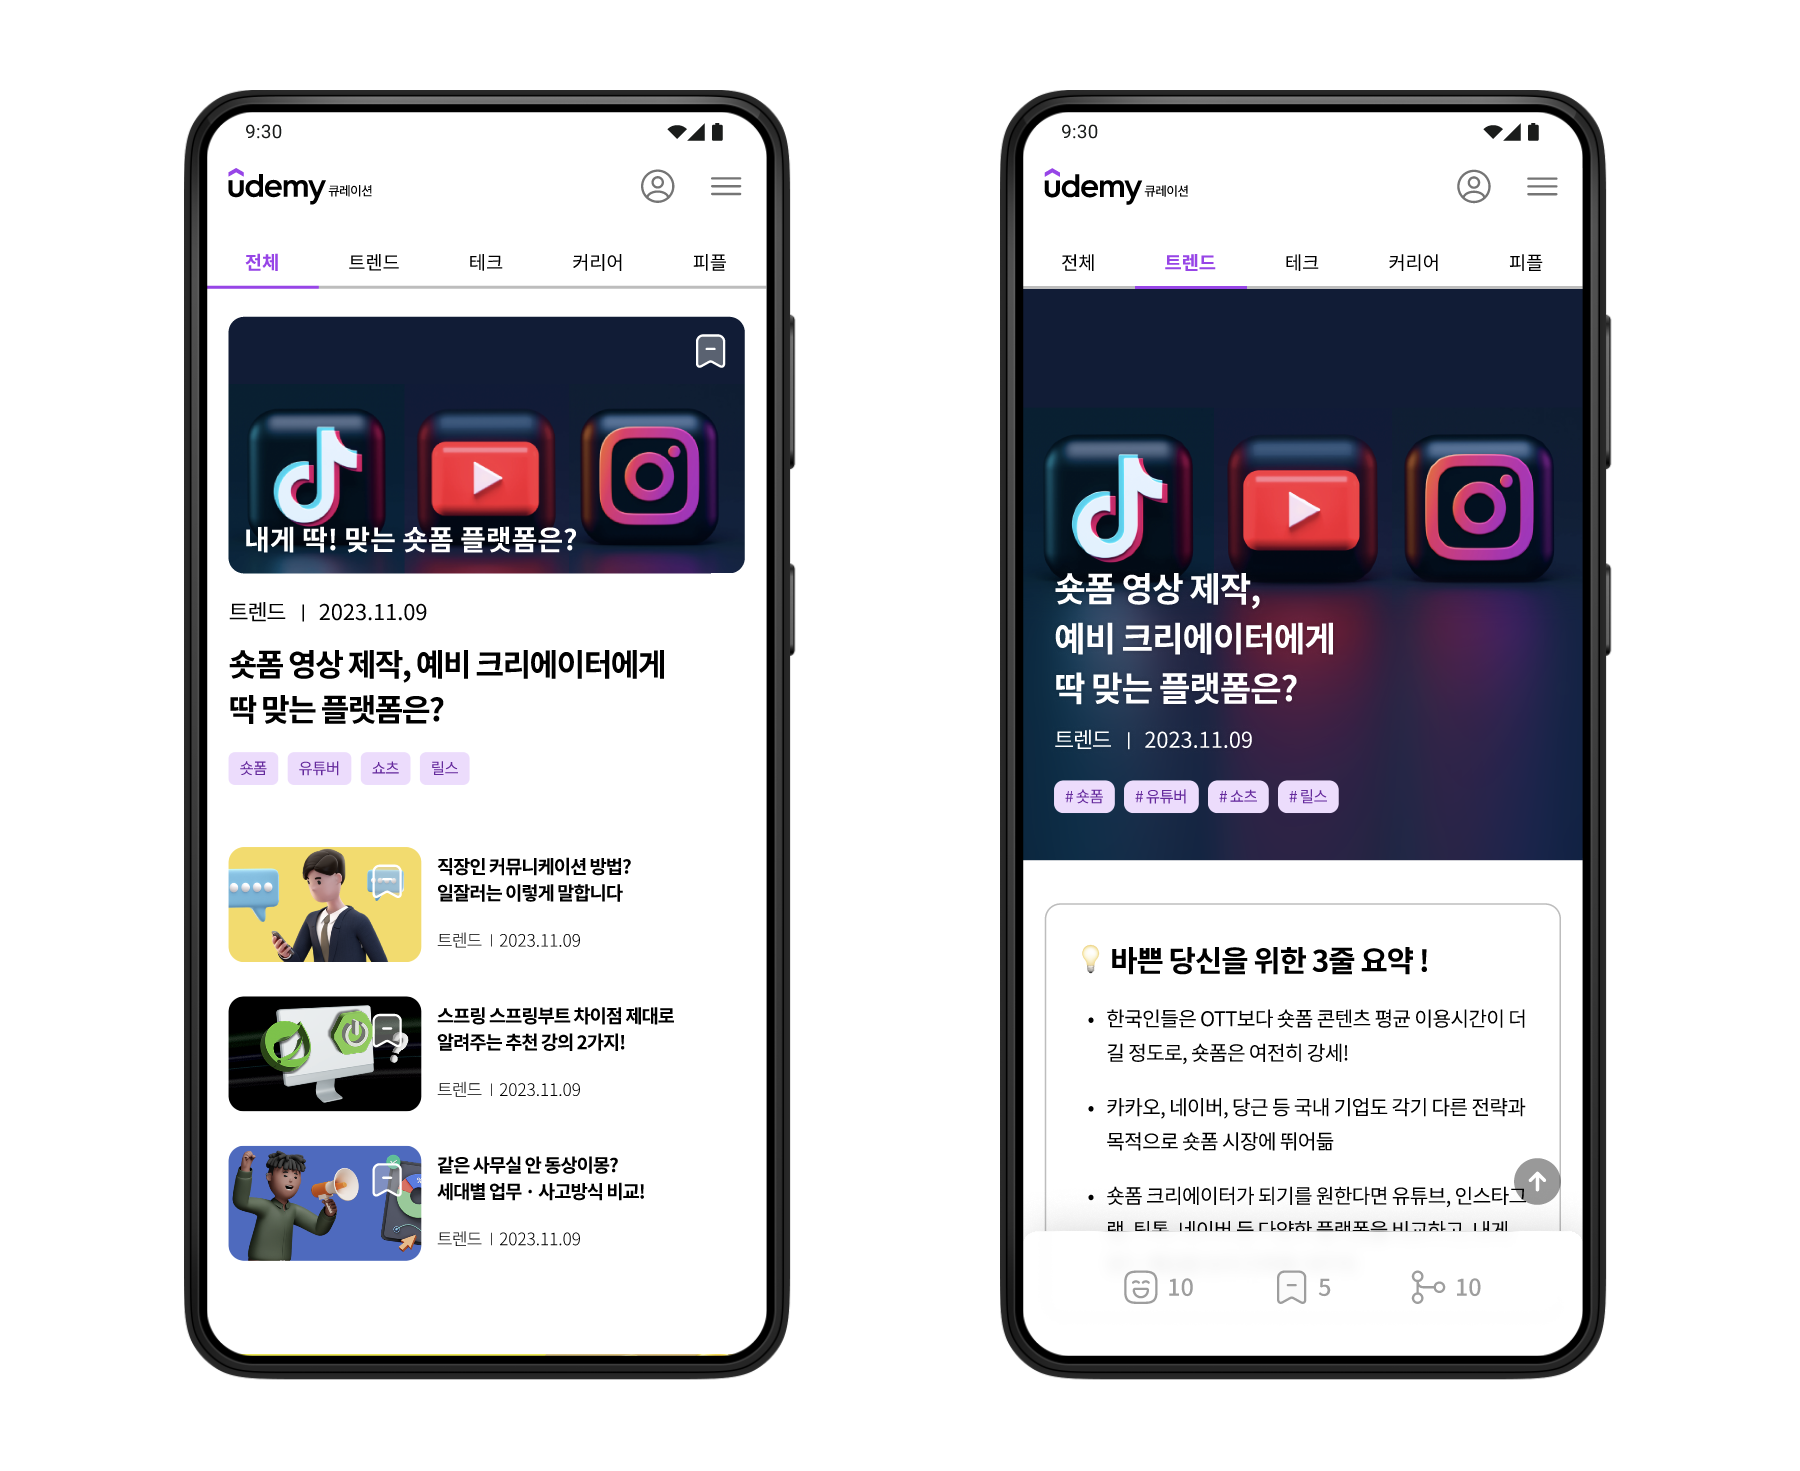 9:30
udemy 큐레이션
전체 트렌드 테크 커리어 피플
내게 딱! 맞는 숏폼 플랫폼은?
트렌드 | 2023.11.09
숏폼 영상 제작, 예비 크리에이터에게
딱 맞는 플랫폼은?
숏폼 유튜버 쇼츠 릴스
직장인 커뮤니케이션 방법?
일잘러는 이렇게 말합니다
트렌드 | 2023.11.09
스프링 스프링부트 차이점 제대로
알려주는 추천 강의 2가지!
트렌드 | 2023.11.09
같은 사무실 안 동상이몽?
세대별 업무 · 사고방식 비교!
트렌드 | 2023.11.09
9:30
udemy 큐레이션
전체 트렌드 테크 커리어 피플
숏폼 영상 제작,
예비 크리에이터에게
딱 맞는 플랫폼은?
트렌드 | 2023.11.09
# 숏폼 # 유튜버 # 쇼츠 # 릴스
바쁜 당신을 위한 3줄 요약 !
• 한국인들은 OTT보다 숏폼 콘텐츠 평균 이용시간이 더
길 정도로, 숏폼은 여전히 강세!
• 카카오, 네이버, 당근 등 국내 기업도 각기 다른 전략과
목적으로 숏폼 시장에 뛰어듦
• 숏폼 크리에이터가 되기를 원한다면 유튜브, 인스타그
램, 틱톡, 네이버 등 다양한 플랫폼을 비교하고, 내게
10 5 10